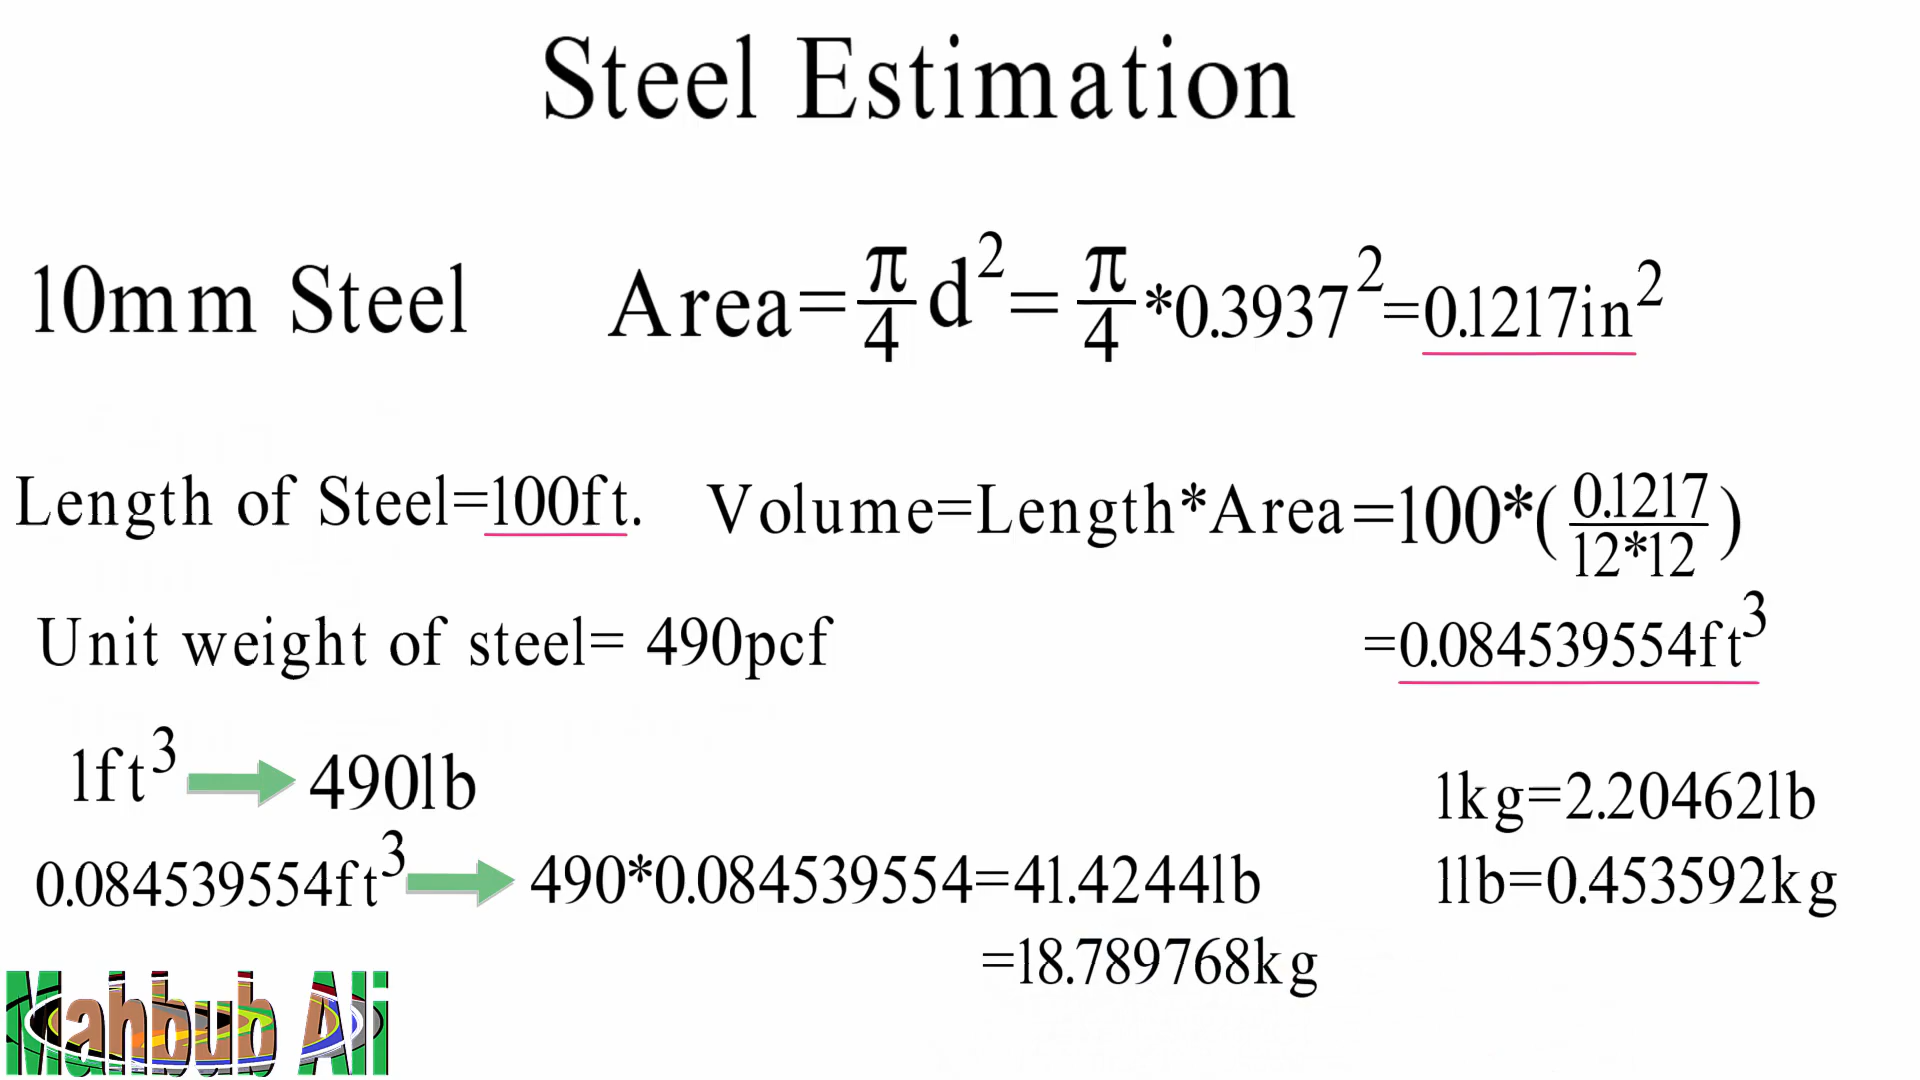 Steel Estimation
10mm Steel Area=π/4 d²=π/4*0.3937²=0.1217in²
Length of Steel=100ft. Volume=Length*Area=100*(0.1217/12*12)
=0.084539554ft³
Unit weight of steel= 490pcf
1ft³ → 490lb
1kg=2.20462lb
0.084539554ft³ → 490*0.084539554=41.4244lb
1lb=0.453592kg
=18.789768kg
Mahbub Ali